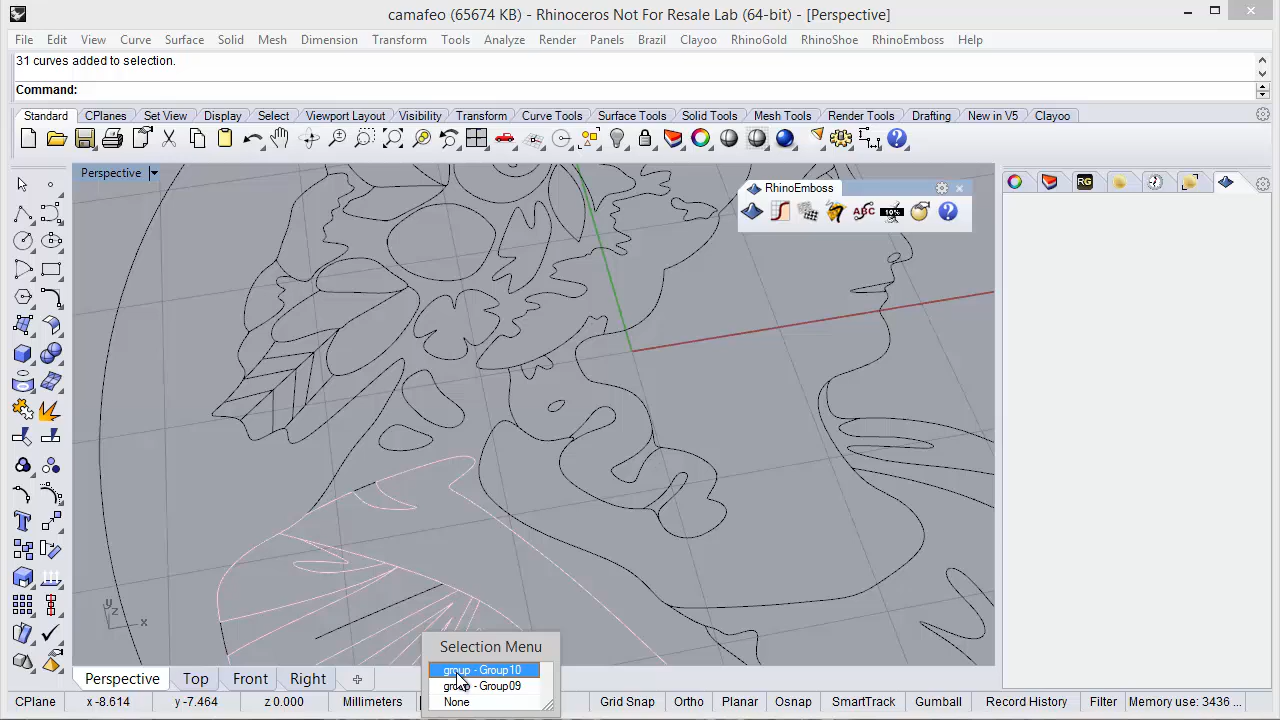 camafeo (65674 KB) - Rhinoceros Not For Resale Lab (64-bit) - [Perspective]
File Edit View Curve Surface Solid Mesh Dimension Transform Tools Analyze Render Panels Brazil Clayoo RhinoGold RhinoShoe RhinoEmboss Help
31 curves added to selection.
Command:
Standard CPlanes Set View Display Select Viewport Layout Visibility Transform Curve Tools Surface Tools Solid Tools Mesh Tools Render Tools Drafting New in V5 Clayoo
Perspective
RhinoEmboss
RG
ABC
10%
y
z
x
Selection Menu
group - Group10
group - Group09
None
Perspective Top Front Right
CPlane x -8.614 y -7.464 z 0.000 Millimeters Grid Snap Ortho Planar Osnap SmartTrack Gumball Record History Filter Memory use: 3436 ...